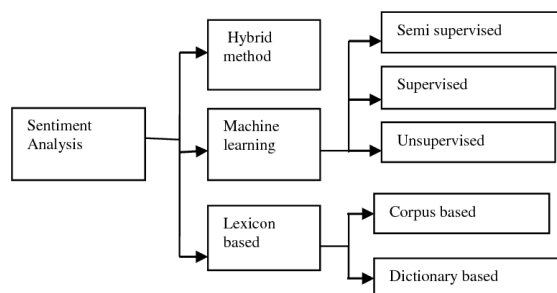 Sentiment
Analysis
Hybrid
method
Machine
learning
Lexicon
based
Semi supervised
Supervised
Unsupervised
Corpus based
Dictionary based